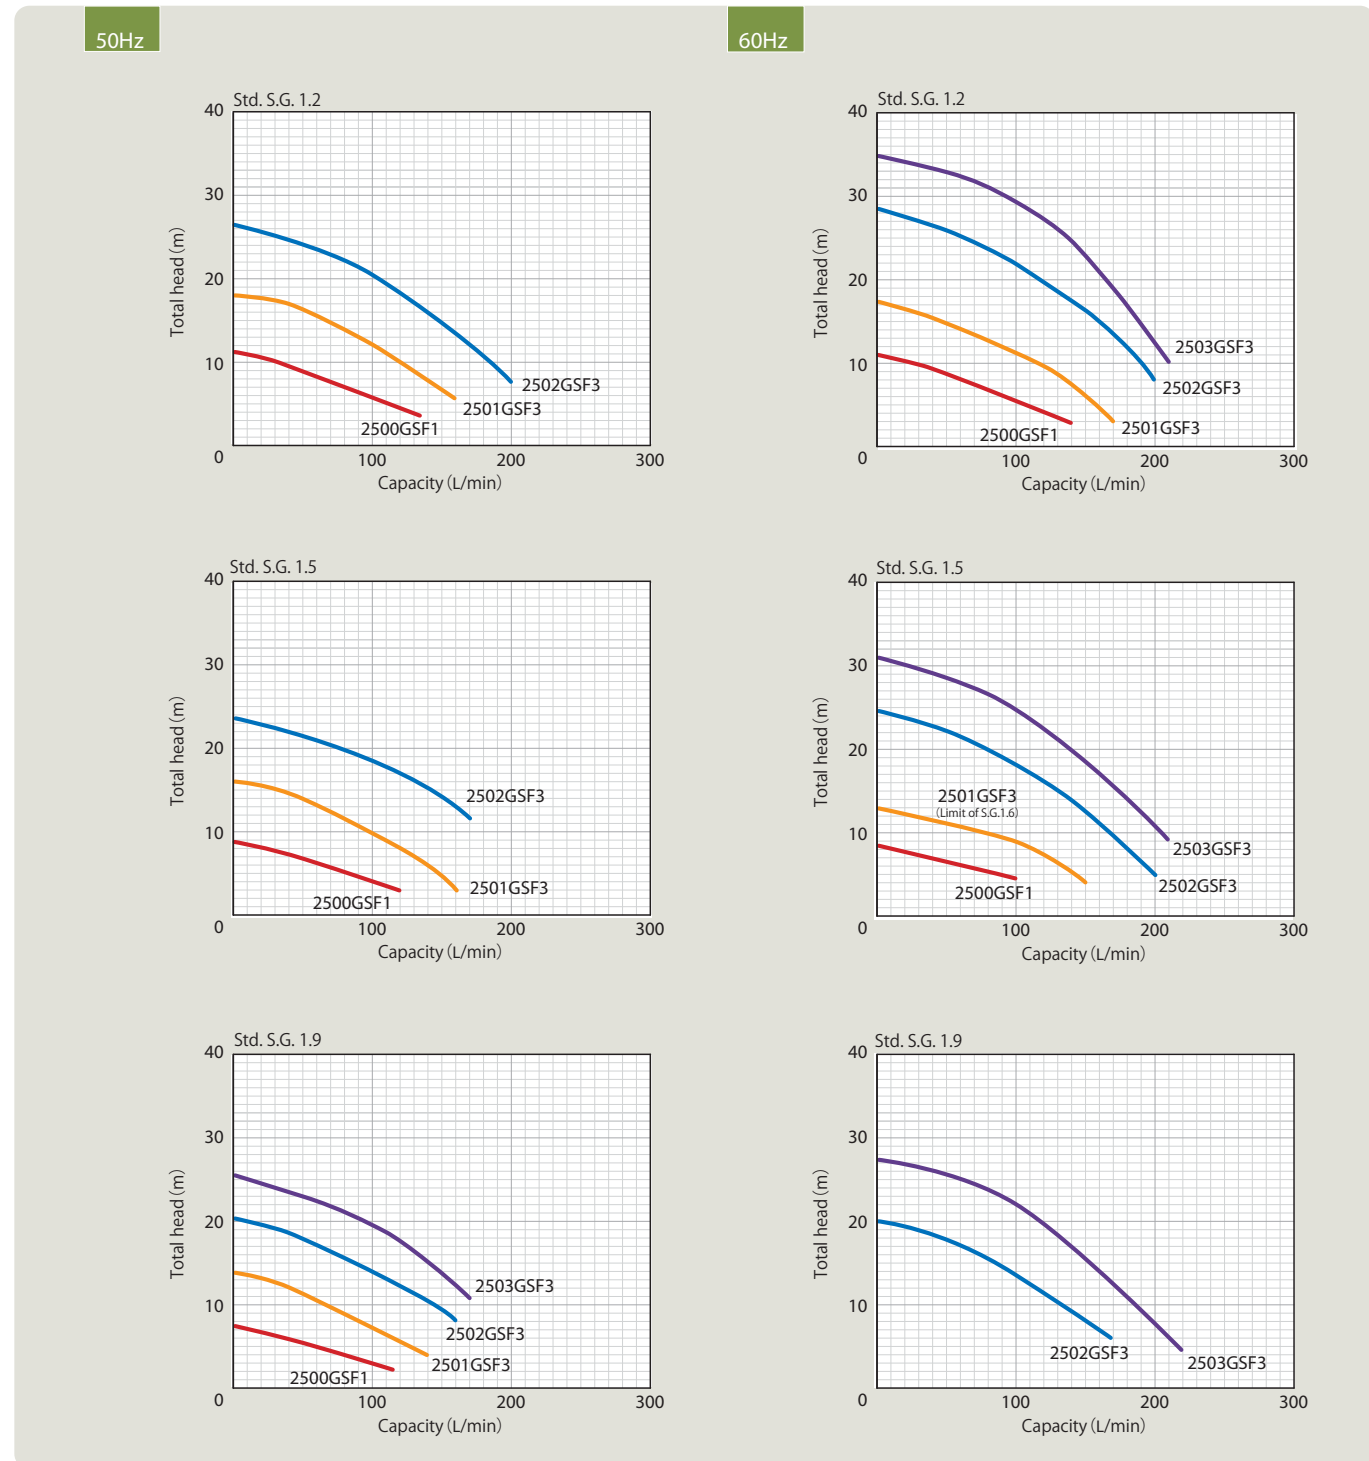 50Hz
60Hz
Std. S.G. 1.2
40
30
20
10
0
100
200
300
Total head (m)
Capacity (L/min)
2502GSF3
2501GSF3
2500GSF1
Std. S.G. 1.2
40
30
20
10
0
100
200
300
Total head (m)
Capacity (L/min)
2503GSF3
2502GSF3
2501GSF3
2500GSF1
Std. S.G. 1.5
40
30
20
10
0
100
200
300
Total head (m)
Capacity (L/min)
2502GSF3
2501GSF3
2500GSF1
Std. S.G. 1.5
40
30
20
10
0
100
200
300
Total head (m)
Capacity (L/min)
2501GSF3
(Limit of S.G.1.6)
2503GSF3
2502GSF3
2500GSF1
Std. S.G. 1.9
40
30
20
10
0
100
200
300
Total head (m)
Capacity (L/min)
2503GSF3
2502GSF3
2501GSF3
2500GSF1
Std. S.G. 1.9
40
30
20
10
0
100
200
300
Total head (m)
Capacity (L/min)
2502GSF3
2503GSF3